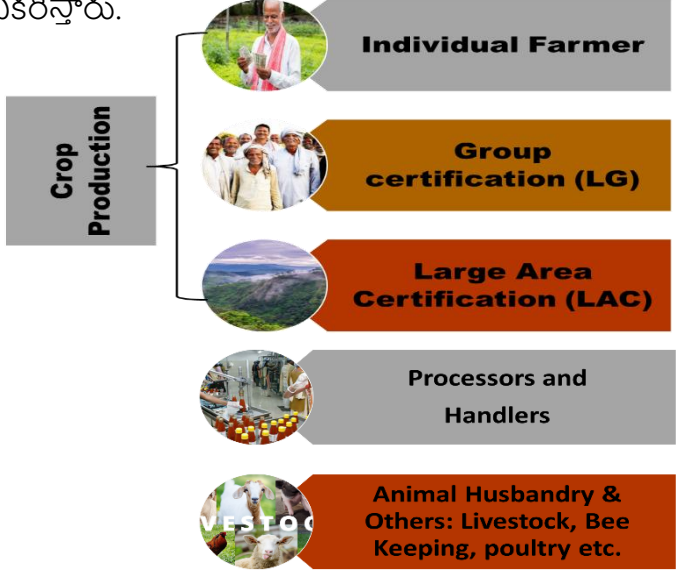 Individual Farmer
Crop
Production
Group
certification (LG)
Large Area
Certification (LAC)
Processors and
Handlers
Animal Husbandry &
Others: Livestock, Bee
Keeping, poultry etc.